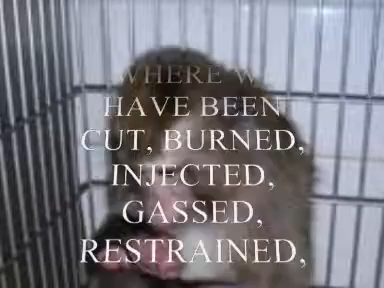 WHERE W
HAVE BEEN
CUT, BURNED,
INJECTED,
GASSED,
RESTRAINED,